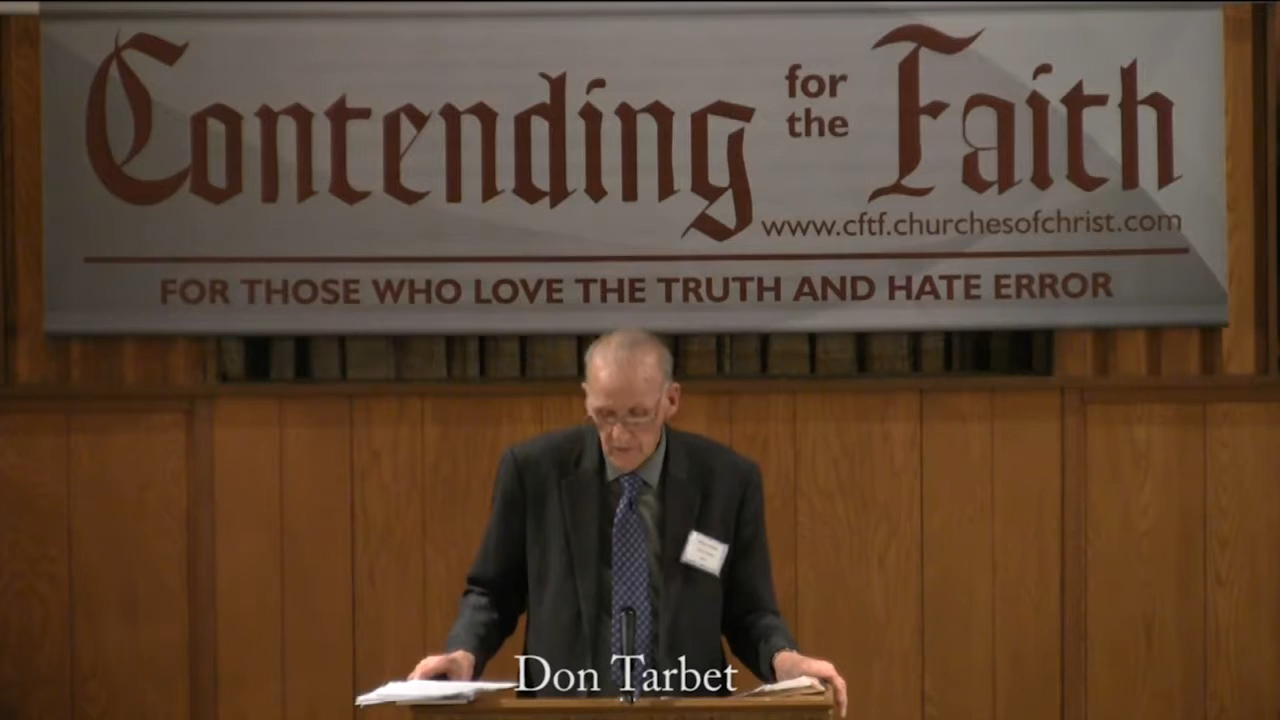 Contending for the Faith
www.cftf.churchesofchrist.com
FOR THOSE WHO LOVE THE TRUTH AND HATE ERROR
Don Tarbet